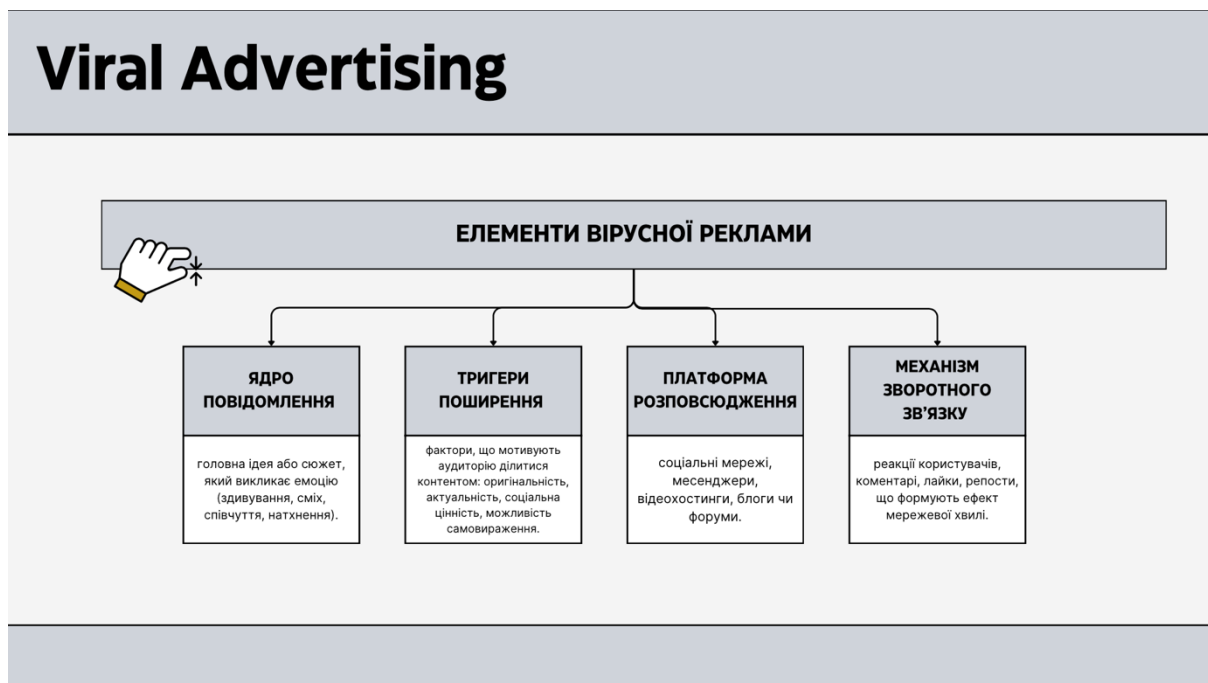 Viral Advertising
ЕЛЕМЕНТИ ВІРУСНОЇ РЕКЛАМИ
ЯДРО
ПОВІДОМЛЕННЯ
головна ідея або сюжет,
який викликає емоцію
(здивування, сміх,
співчуття, натхнення).
ТРИГЕРИ
ПОШИРЕННЯ
фактори, що мотивують
аудиторію ділитися
контентом: оригінальність,
актуальність, соціальна
цінність, можливість
самовираження.
ПЛАТФОРМА
РОЗПОВСЮДЖЕННЯ
соціальні мережі,
месенджери,
відеохостинги, блоги чи
форуми.
МЕХАНІЗМ
ЗВОРОТНОГО
ЗВ’ЯЗКУ
реакції користувачів,
коментарі, лайки, репости,
що формують ефект
мережевої хвилі.